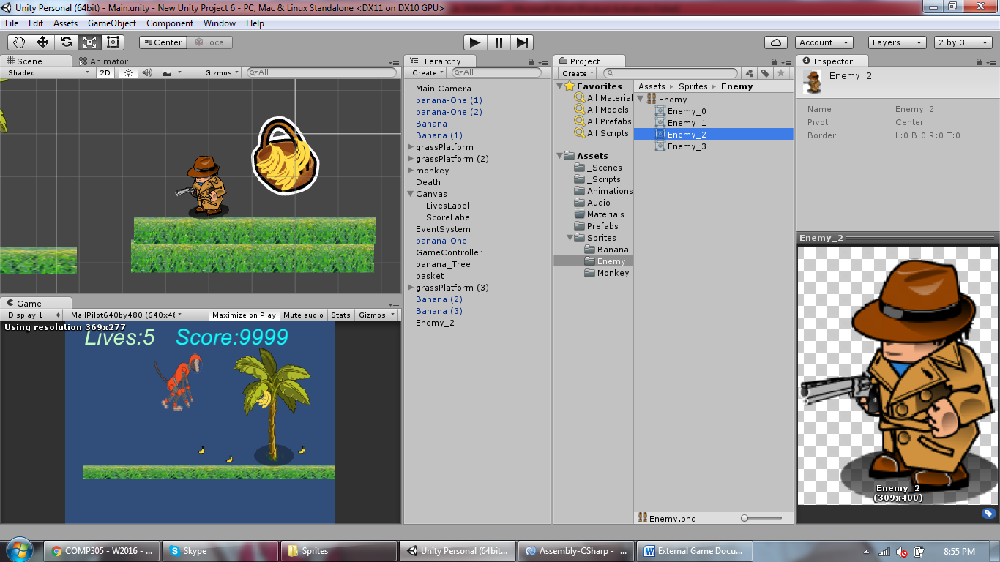 Unity Personal (64bit) - Main.unity - New Unity Project 6 - PC, Mac & Linux Standalone <DX11 on DX10 GPU>
File Edit Assets GameObject Component Window Help
Center Local Account Layers 2 by 3
Scene Animator
Shaded 2D Gizmos All
Hierarchy
Create All
Main Camera
banana-One (1)
banana-One (2)
Banana
Banana (1)
grassPlatform
grassPlatform (2)
monkey
Death
Canvas
LivesLabel
ScoreLabel
EventSystem
banana-One
GameController
banana_Tree
basket
grassPlatform (3)
Banana (2)
Banana (3)
Enemy_2
Project
Create
Favorites
All Material
All Models
All Prefabs
All Scripts
Assets
_Scenes
_Scripts
Animations
Audio
Materials
Prefabs
Sprites
Banana
Enemy
Monkey
Assets Sprites Enemy
Enemy
Enemy_0
Enemy_1
Enemy_2
Enemy_3
Enemy.png
Inspector
Enemy_2
Name Enemy_2
Pivot Center
Border L:0 B:0 R:0 T:0
Enemy_2
Enemy_2
(309x400)
Game
Display 1 MailPilot640by480 (640x48 Maximize on Play Mute audio Stats Gizmos
Using resolution 369x277
Lives:5 Score:9999
COMP305 - W2016 - ... Skype Sprites Unity Personal (64bit... Assembly-CSharp - _... External Game Docu... 8:55 PM